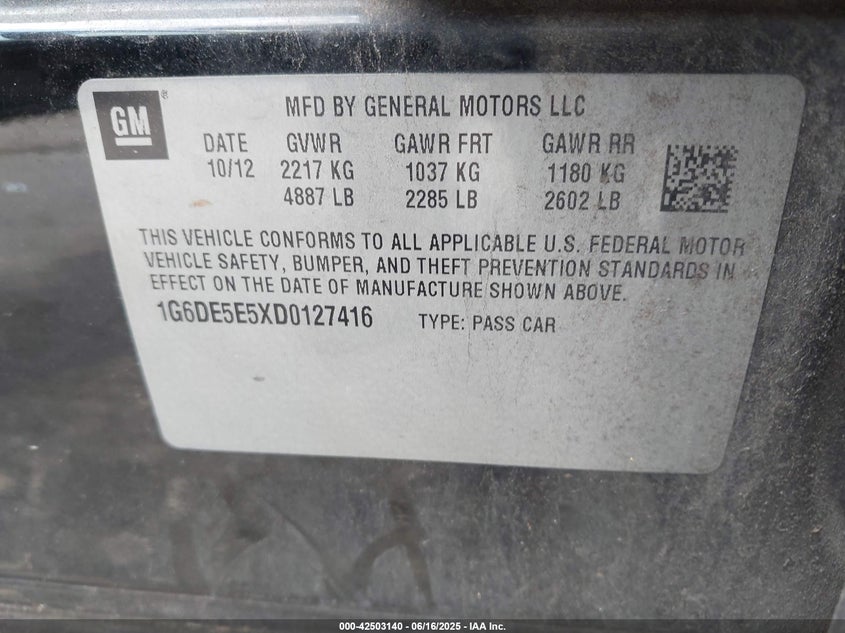 GM ®
MFD BY GENERAL MOTORS LLC
DATE GVWR GAWR FRT GAWR RR
10/12 2217 KG 1037 KG 1180 KG
4887 LB 2285 LB 2602 LB
THIS VEHICLE CONFORMS TO ALL APPLICABLE U.S. FEDERAL MOTOR
VEHICLE SAFETY, BUMPER, AND THEFT PREVENTION STANDARDS IN
EFFECT ON THE DATE OF MANUFACTURE SHOWN ABOVE.
1G6DE5E5XD0127416 TYPE: PASS CAR
000-42503140 - 06/16/2025 - IAA Inc.